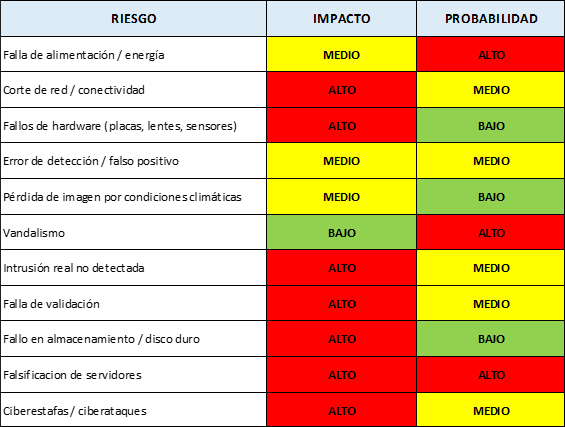 RIESGO IMPACTO PROBABILIDAD
Falla de alimentación / energía MEDIO ALTO
Corte de red / conectividad ALTO MEDIO
Fallos de hardware (placas, lentes, sensores) ALTO BAJO
Error de detección / falso positivo MEDIO MEDIO
Pérdida de imagen por condiciones climáticas MEDIO BAJO
Vandalismo BAJO ALTO
Intrusión real no detectada ALTO MEDIO
Falla de validación ALTO MEDIO
Fallo en almacenamiento / disco duro ALTO BAJO
Falsificacion de servidores ALTO ALTO
Ciberestafas / ciberataques ALTO MEDIO